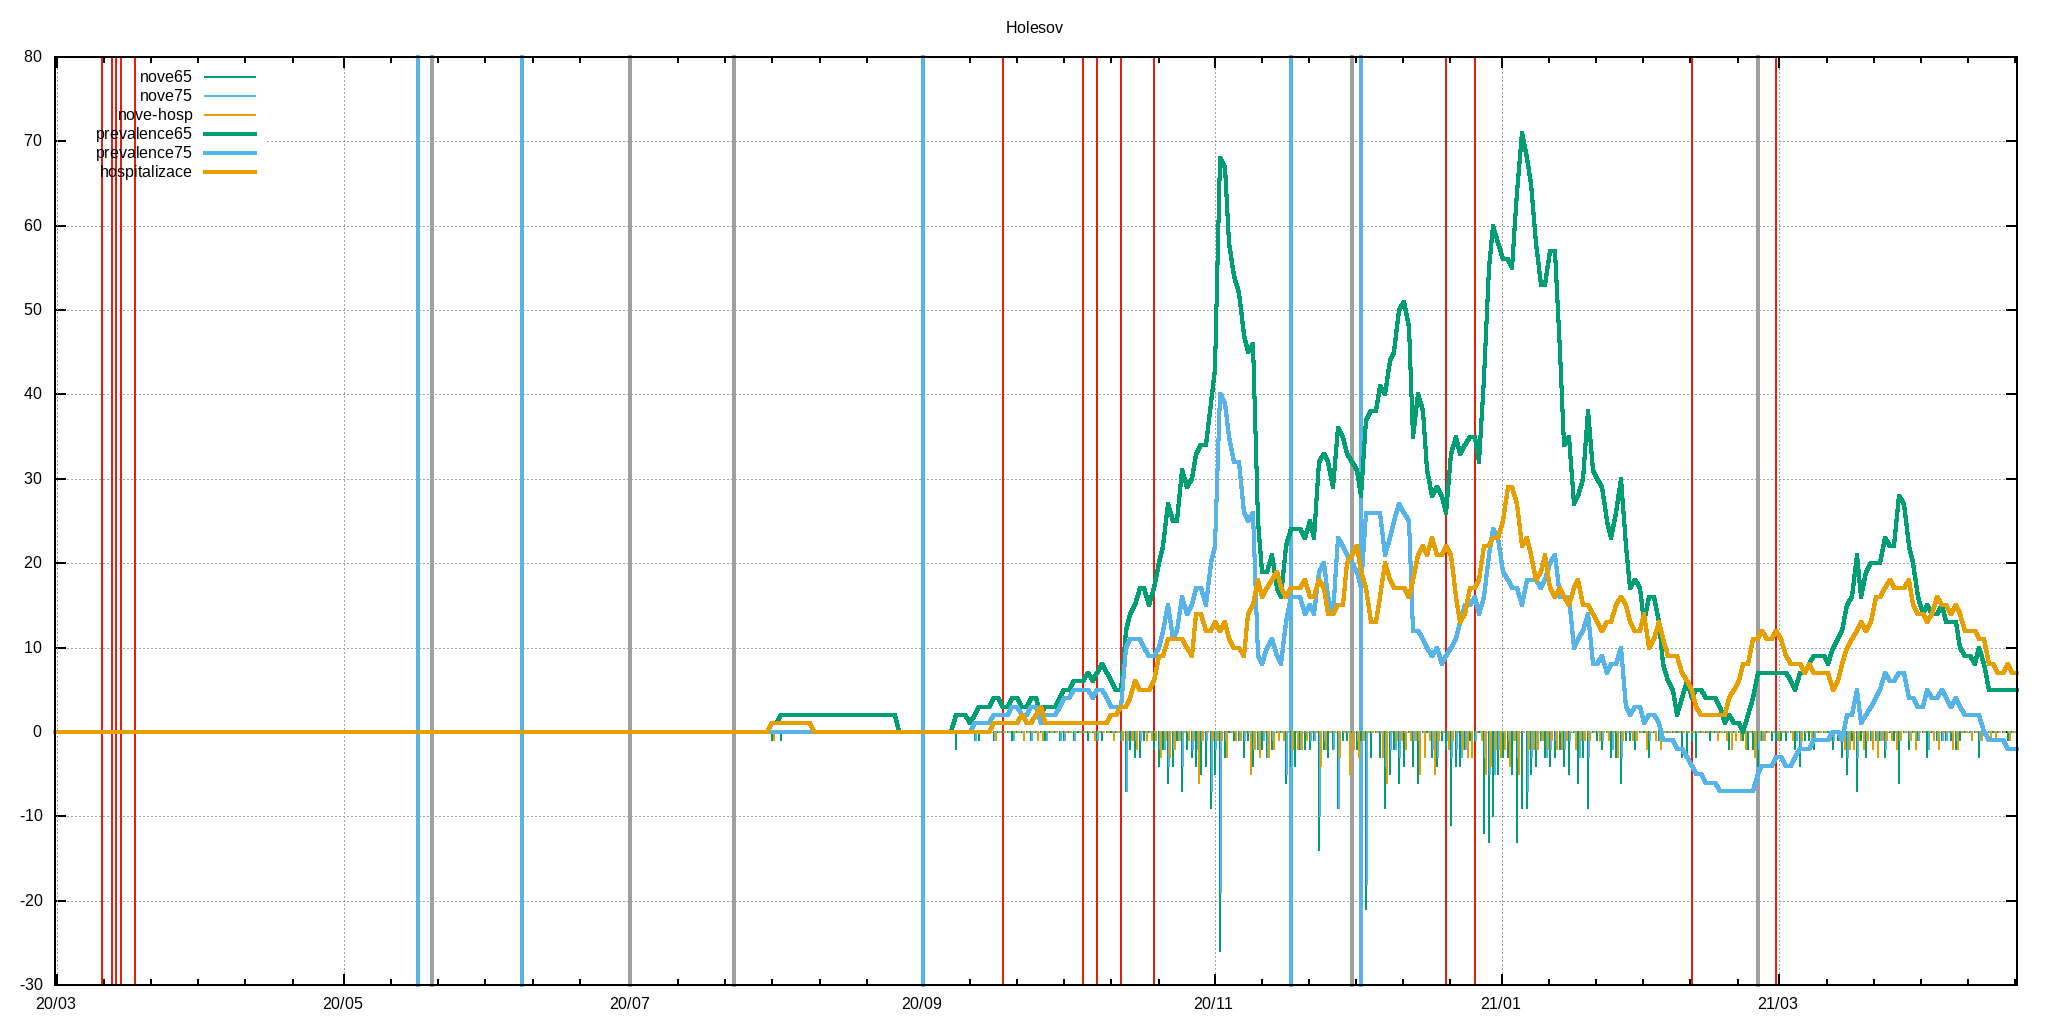 Holesov
80
nove65
nove75
nove-hosp
prevalence65
70
prevalence75
hospitalizace
60
50
40
30
20
10
0
-10
-20
-30
20/03 20/05 20/07 20/09 20/11 21/01 21/03